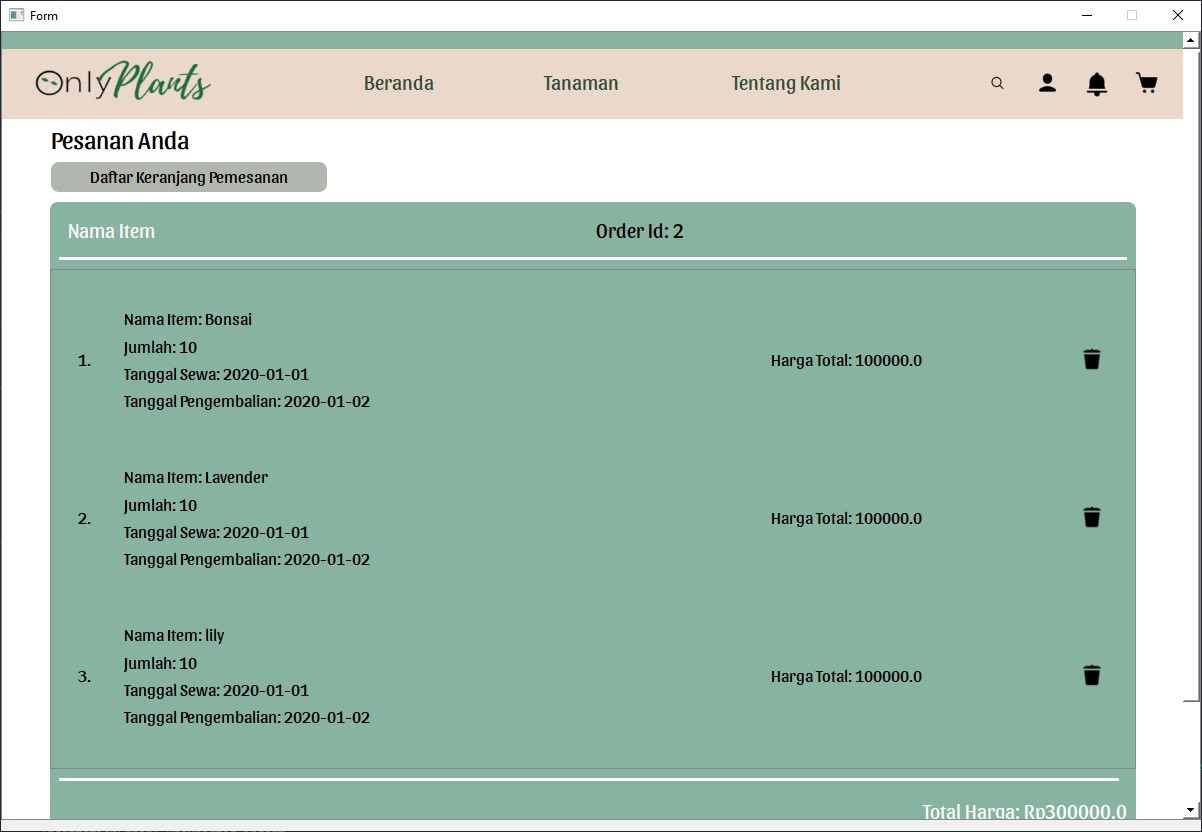 Form
OnlyPlants Beranda Tanaman Tentang Kami
Pesanan Anda
Daftar Keranjang Pemesanan
Nama Item Order Id: 2
Nama Item: Bonsai
Jumlah: 10
1. Harga Total: 100000.0
Tanggal Sewa: 2020-01-01
Tanggal Pengembalian: 2020-01-02
Nama Item: Lavender
Jumlah: 10
2. Harga Total: 100000.0
Tanggal Sewa: 2020-01-01
Tanggal Pengembalian: 2020-01-02
Nama Item: lily
Jumlah: 10
3. Harga Total: 100000.0
Tanggal Sewa: 2020-01-01
Tanggal Pengembalian: 2020-01-02
Total Harga: Rp300000.0